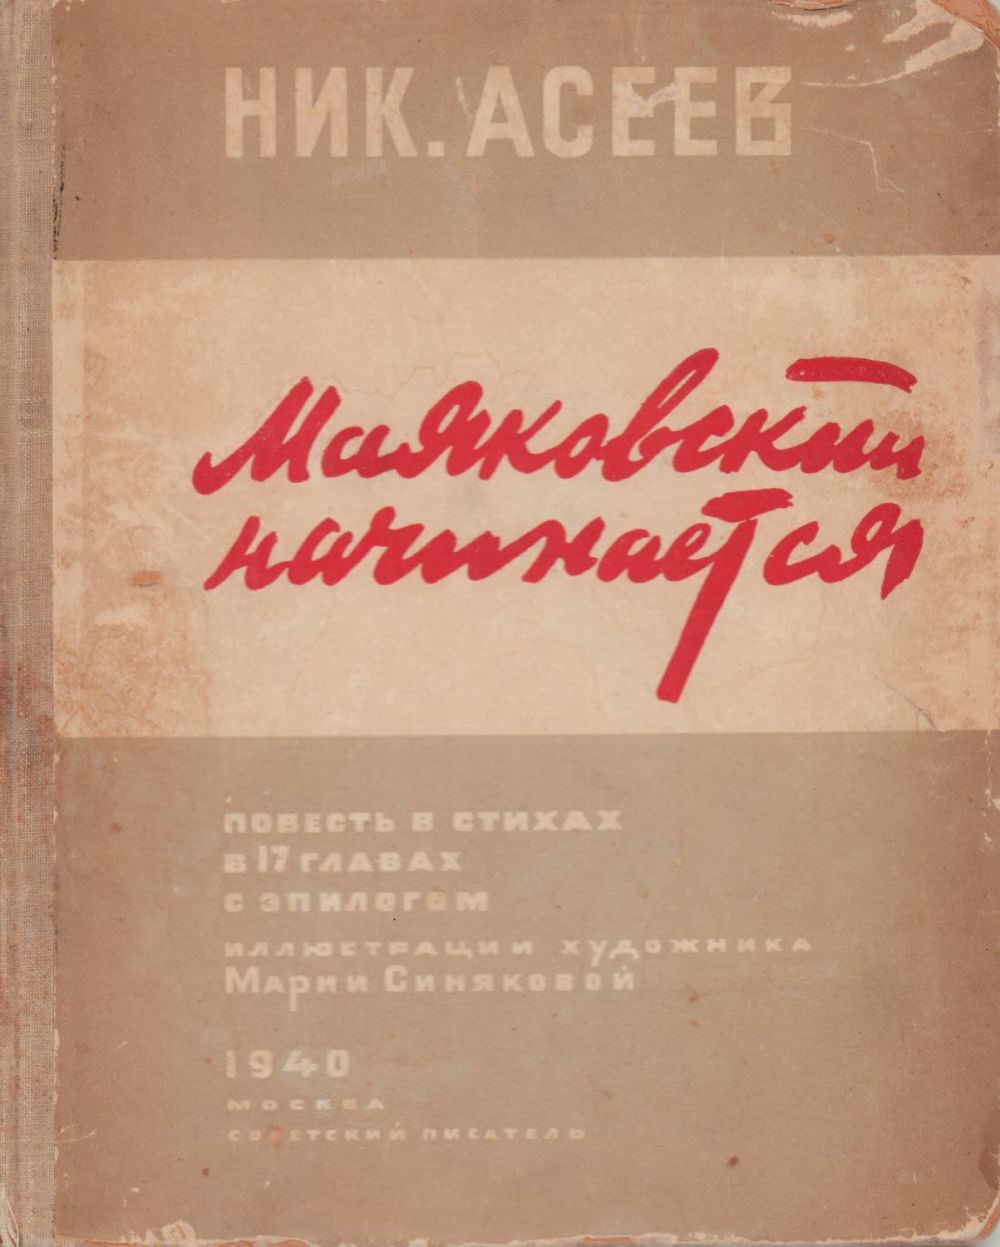 НИК. АСЕЕВ
Маяковский
начинается
ПОВЕСТЬ В СТИХАХ
В 17 ГЛАВАХ
С ЭПИЛОГОМ
ИЛЛЮСТРАЦИИ ХУДОЖНИКА
МАРИИ СИНЯКОВОЙ
1940
МОСКВА
СОВЕТСКИЙ ПИСАТЕЛЬ